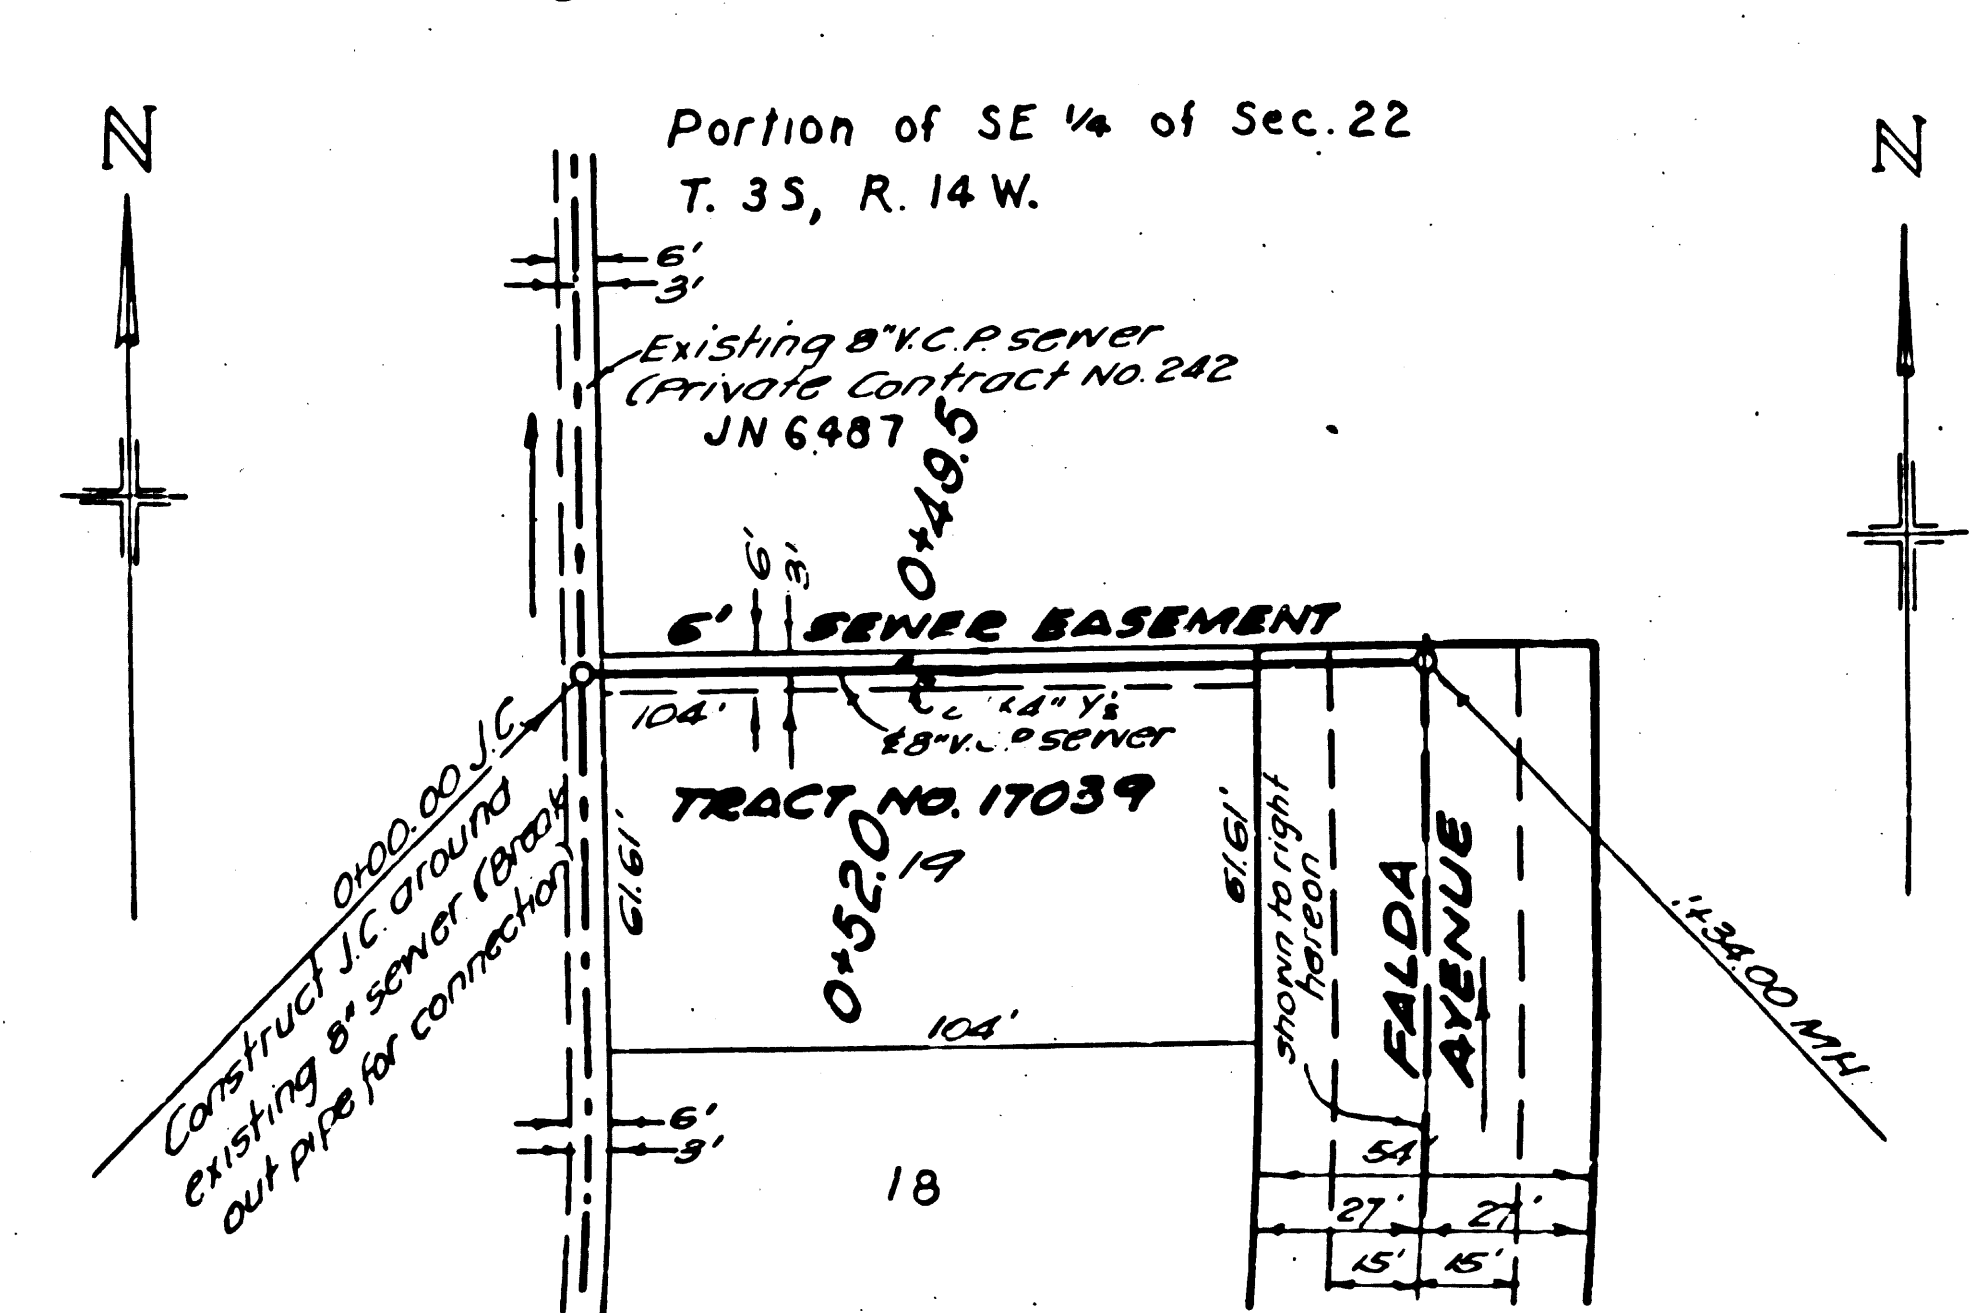 N
N
Portion of SE 1/4 of Sec. 22
T. 3S, R. 14 W.
6'
3'
Existing 8" V.C.P. sewer
(Private Contract No. 242
JN 6487
0+49.5
6'
3'
6' SEWER EASEMENT
104'
4" Y's
℄ 8" V. P sewer
TRACT NO. 17039
0+52.0
19
0+00.00 J.C.
Construct J.C. around
existing 8" sewer (Break
out pipe for connection)
61.61'
61.61'
shown to right
hereon
FALDA
AVENUE
1+34.00 MH
104'
6'
3'
18
54'
27' 27'
15' 15'